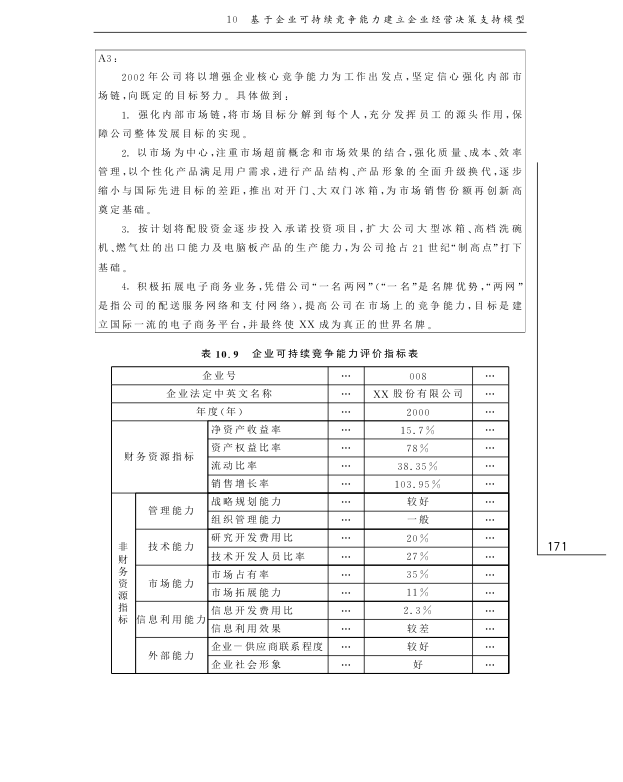 10 基于企业可持续竞争能力建立企业经营决策支持模型
A3：
2002年公司将以增强企业核心竞争能力为工作出发点，坚定信心强化内部市
场链，向既定的目标努力。具体做到：
1. 强化内部市场链，将市场目标分解到每个人，充分发挥员工的源头作用，保
障公司整体发展目标的实现。
2. 以市场为中心，注重市场超前概念和市场效果的结合，强化质量、成本、效率
管理，以个性化产品满足用户需求，进行产品结构、产品形象的全面升级换代，逐步
缩小与国际先进目标的差距，推出对开门、大双门冰箱，为市场销售份额再创新高
奠定基础。
3. 按计划将配股资金逐步投入承诺投资项目，扩大公司大型冰箱、高档洗碗
机、燃气灶的出口能力及电脑板产品的生产能力，为公司抢占21世纪“制高点”打下
基础。
4. 积极拓展电子商务业务，凭借公司“一名两网”（“一名”是名牌优势，“两网”
是指公司的配送服务网络和支付网络），提高公司在市场上的竞争能力，目标是建
立国际一流的电子商务平台，并最终使XX成为真正的世界名牌。
表10.9 企业可持续竞争能力评价指标表
企业号 … 008 …
企业法定中英文名称 … XX股份有限公司 …
年度（年） … 2000 …
财务资源指标 净资产收益率 … 15.7% …
资产权益比率 … 78% …
流动比率 … 38.35% …
销售增长率 … 103.95% …
非财务资源指标 管理能力 战略规划能力 … 较好 …
组织管理能力 … 一般 …
技术能力 研究开发费用比 … 20% …
技术开发人员比率 … 27% …
市场能力 市场占有率 … 35% …
市场拓展能力 … 11% …
信息利用能力 信息开发费用比 … 2.3% …
信息利用效果 … 较差 …
外部能力 企业—供应商联系程度 … 较好 …
企业社会形象 … 好 …
171